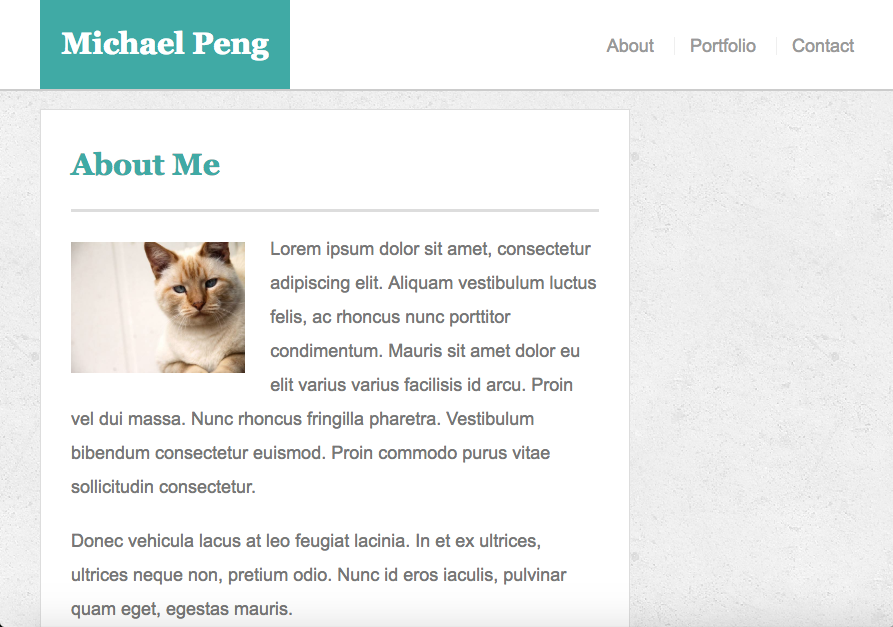 Michael Peng
About
Portfolio
Contact
About Me
Lorem ipsum dolor sit amet, consectetur
adipiscing elit. Aliquam vestibulum luctus
felis, ac rhoncus nunc porttitor
condimentum. Mauris sit amet dolor eu
elit varius varius facilisis id arcu. Proin
vel dui massa. Nunc rhoncus fringilla pharetra. Vestibulum
bibendum consectetur euismod. Proin commodo purus vitae
sollicitudin consectetur.
Donec vehicula lacus at leo feugiat lacinia. In et ex ultrices,
ultrices neque non, pretium odio. Nunc id eros iaculis, pulvinar
quam eget, egestas mauris.